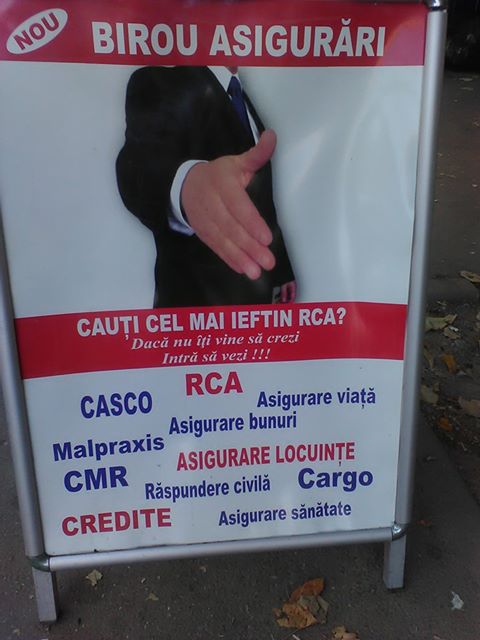 NOU
BIROU ASIGURĂRI
CAUȚI CEL MAI IEFTIN RCA?
Dacă nu îți vine să crezi
Intră să vezi !!!
RCA
CASCO
Asigurare viață
Asigurare bunuri
Malpraxis
ASIGURARE LOCUINȚE
CMR
Cargo
Răspundere civilă
CREDITE
Asigurare sănătate